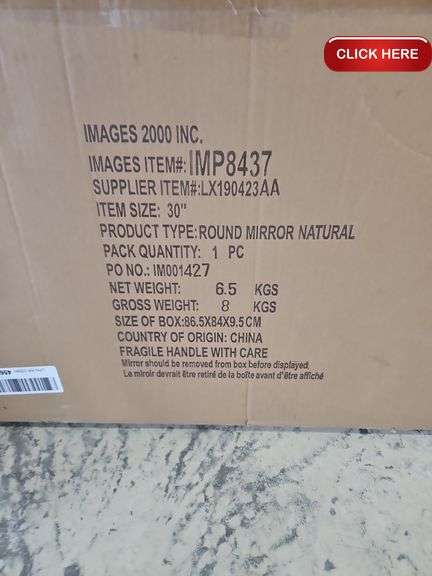 CLICK HERE
IMAGES 2000 INC.
IMAGES ITEM#: IMP8437
SUPPLIER ITEM#:LX190423AA
ITEM SIZE: 30"
PRODUCT TYPE:ROUND MIRROR NATURAL
PACK QUANTITY: 1 PC
PO NO.: IM001427
NET WEIGHT: 6.5 KGS
GROSS WEIGHT: 8 KGS
SIZE OF BOX:86.5X84X9.5CM
COUNTRY OF ORIGIN: CHINA
FRAGILE HANDLE WITH CARE
Mirror should be removed from box before displayed.
Le miroir devrait être retiré de la boîte avant d'être affiché